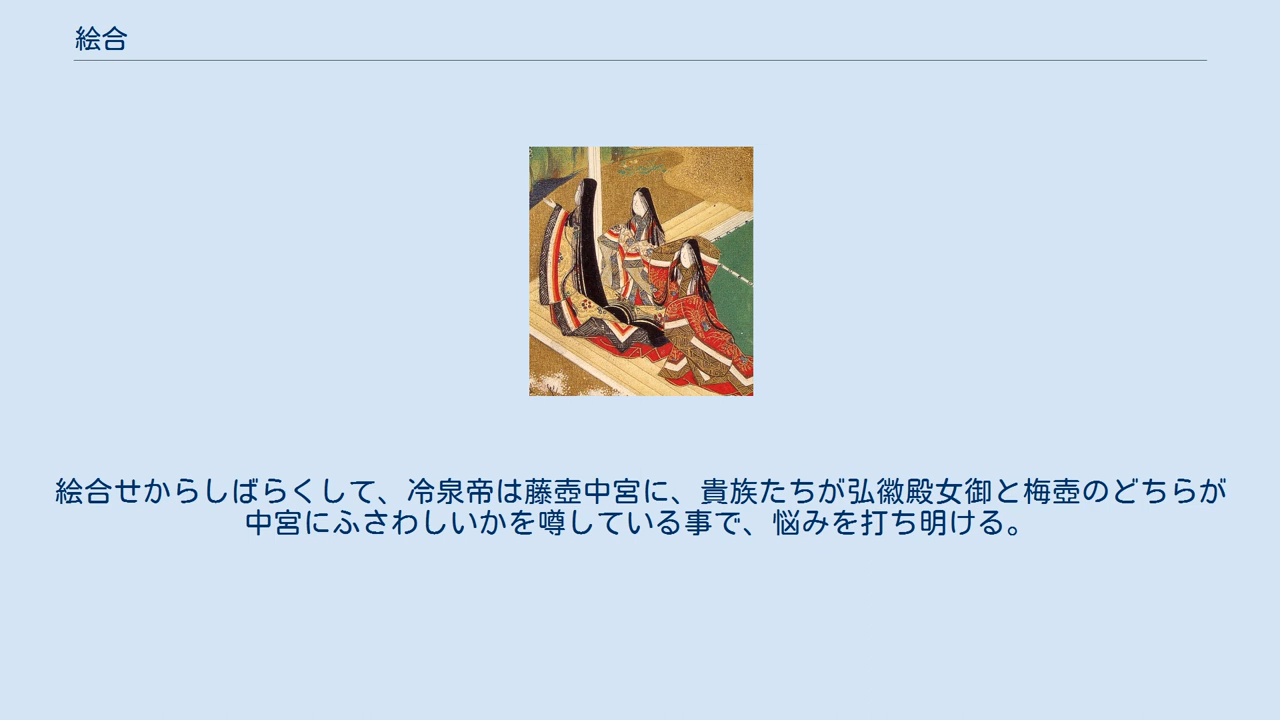 絵合
絵合せからしばらくして、冷泉帝は藤壺中宮に、貴族たちが弘徽殿女御と梅壺のどちらが
中宮にふさわしいかを噂している事で、悩みを打ち明ける。